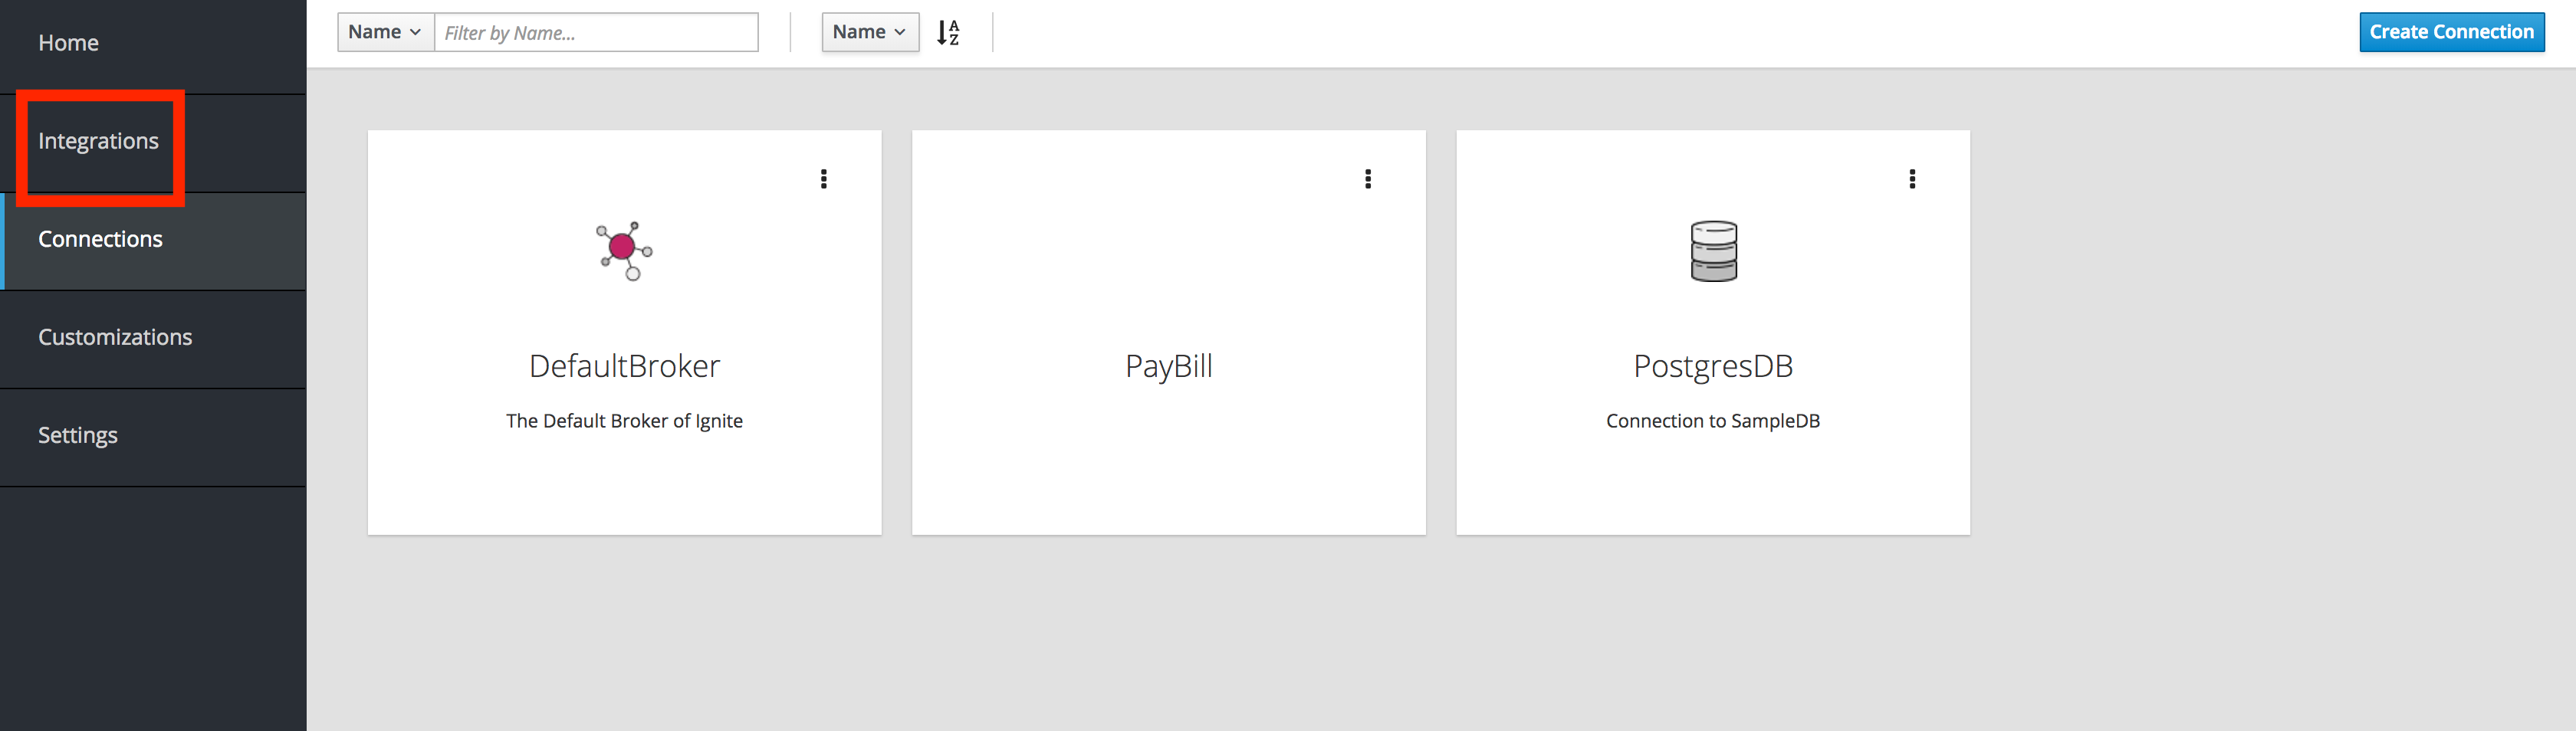 Home
Integrations
Connections
Customizations
Settings
Name
Filter by Name...
Name
A
Z
Create Connection
DefaultBroker
The Default Broker of Ignite
PayBill
PostgresDB
Connection to SampleDB